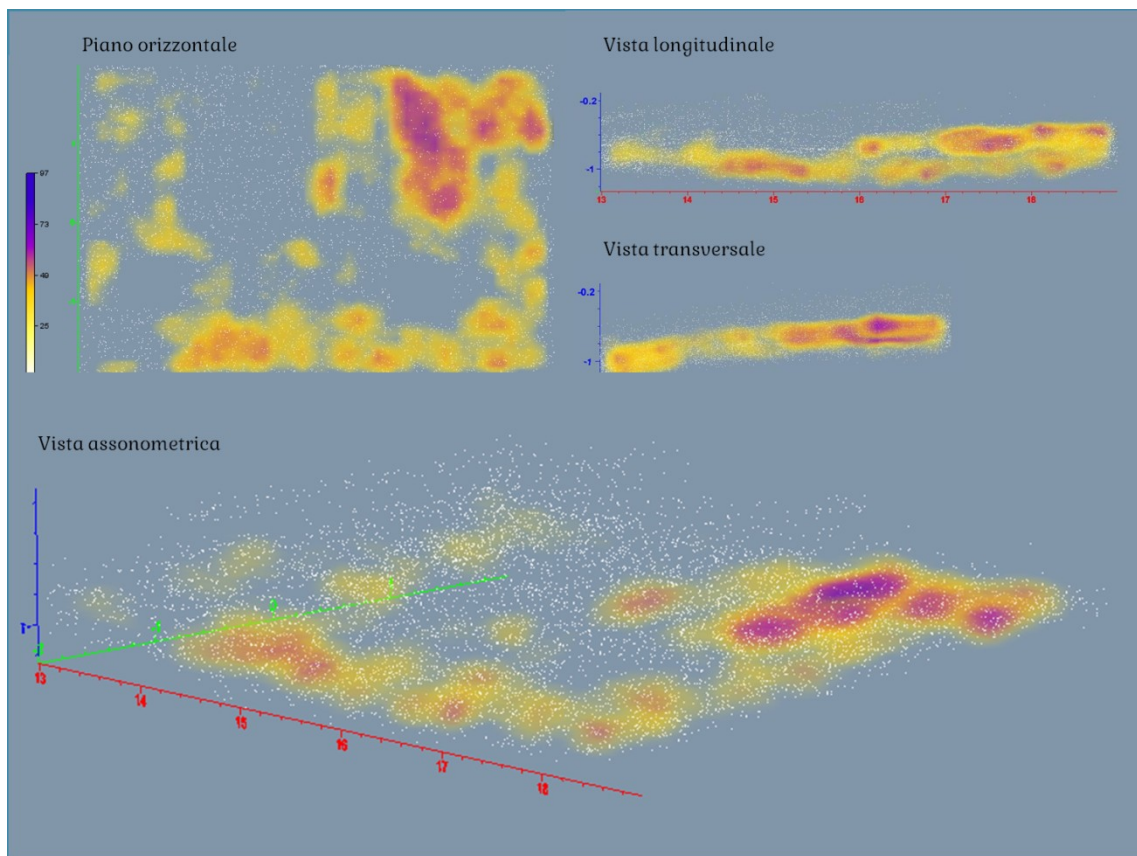 Piano orizzontale
Vista longitudinale
-0.2
-1
13 14 15 16 17 18
97
73
49
25
Vista transversale
-0.2
-1
Vista assonometrica
13 14 15 16 17 18